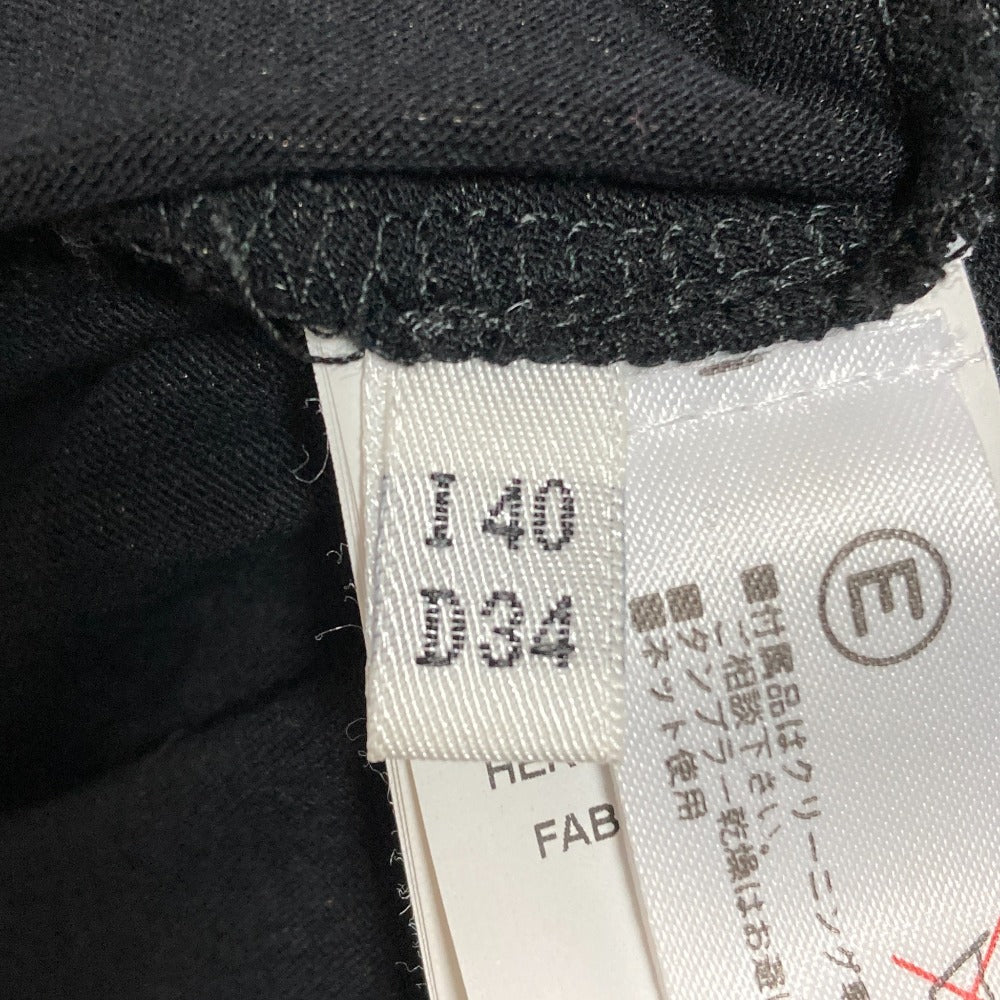 I 40
D 34
HER
FAB
E
付属品はクリーニング
ご相談下さい。
タンブラー乾燥はお避
ネット使用